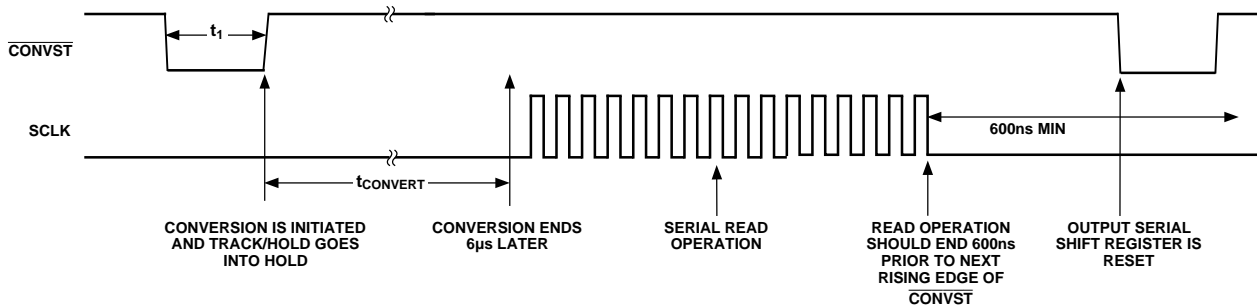 t1
CONVST
SCLK
600ns MIN
tCONVERT
CONVERSION IS INITIATED
AND TRACK/HOLD GOES
INTO HOLD
CONVERSION ENDS
6µs LATER
SERIAL READ
OPERATION
READ OPERATION
SHOULD END 600ns
PRIOR TO NEXT
RISING EDGE OF
CONVST
OUTPUT SERIAL
SHIFT REGISTER IS
RESET